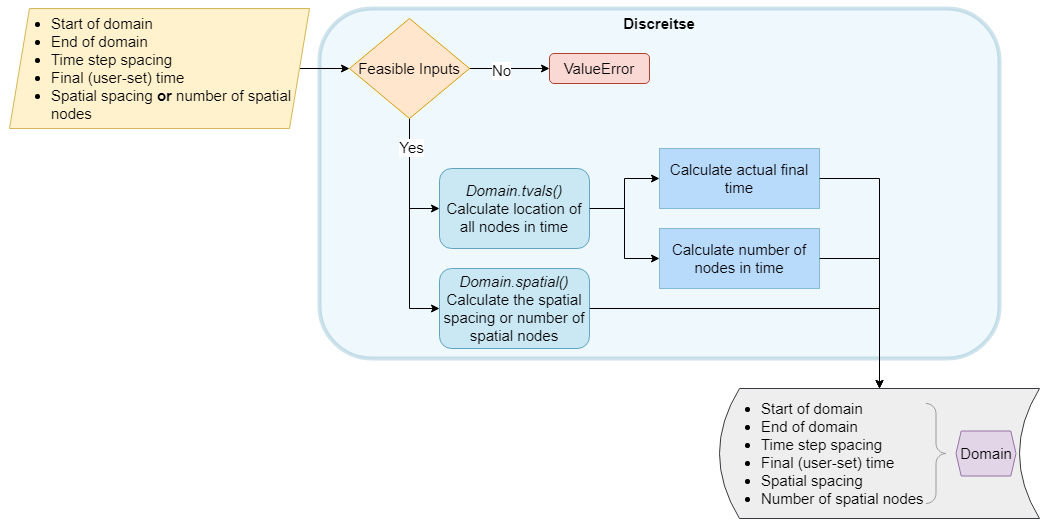 Start of domain
End of domain
Time step spacing
Final (user-set) time
Spatial spacing or number of spatial
nodes
Discreitse
Feasible Inputs
No
ValueError
Yes
Domain.tvals()
Calculate location of
all nodes in time
Calculate actual final
time
Calculate number of
nodes in time
Domain.spatial()
Calculate the spatial
spacing or number of
spatial nodes
Start of domain
End of domain
Time step spacing
Final (user-set) time
Spatial spacing
Number of spatial nodes
Domain